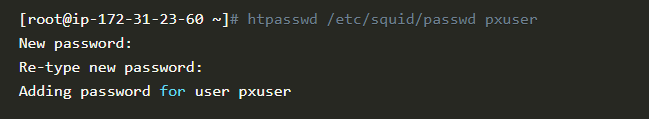 [root@ip-172-31-23-60 ~]# htpasswd /etc/squid/passwd pxuser
New password:
Re-type new password:
Adding password for user pxuser